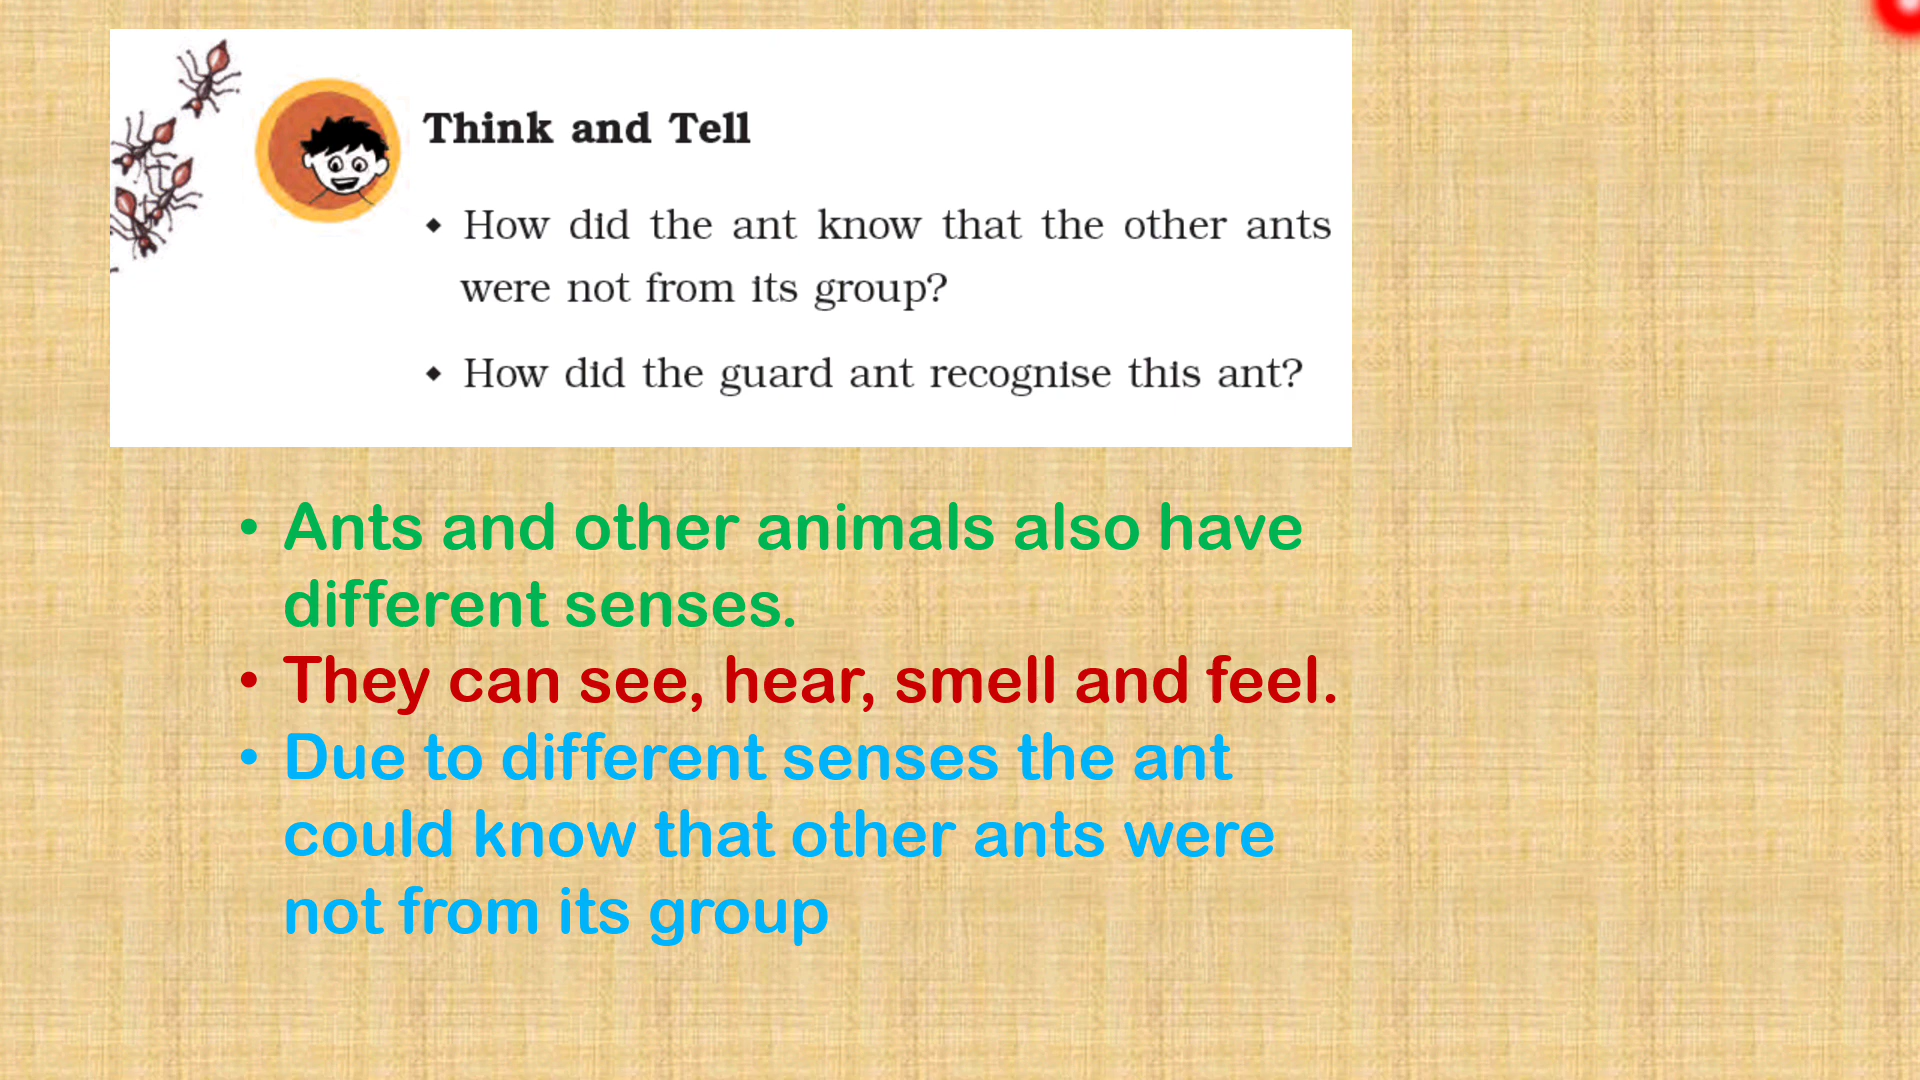 Think and Tell
◆ How did the ant know that the other ants
were not from its group?
◆ How did the guard ant recognise this ant?
• Ants and other animals also have
different senses.
• They can see, hear, smell and feel.
• Due to different senses the ant
could know that other ants were
not from its group